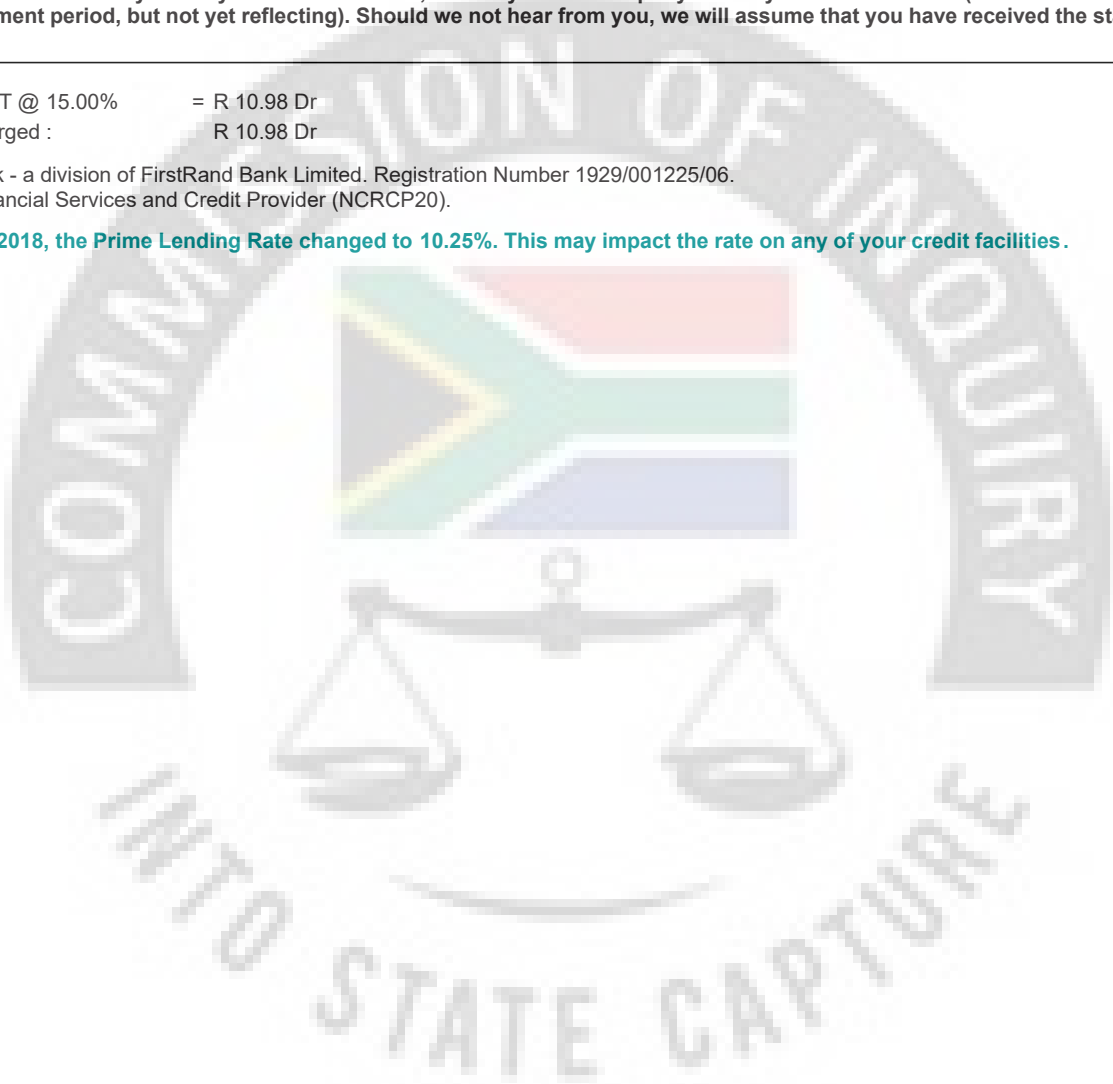 ment period, but not yet reflecting). Should we not hear from you, we will assume that you have received the sta
T @ 15.00% = R 10.98 Dr
rged : R 10.98 Dr
- a division of FirstRand Bank Limited. Registration Number 1929/001225/06.
ancial Services and Credit Provider (NCRCP20).
2018, the Prime Lending Rate changed to 10.25%. This may impact the rate on any of your credit facilities.
COMMISSION OF INQUIRY
INTO STATE CAPTURE